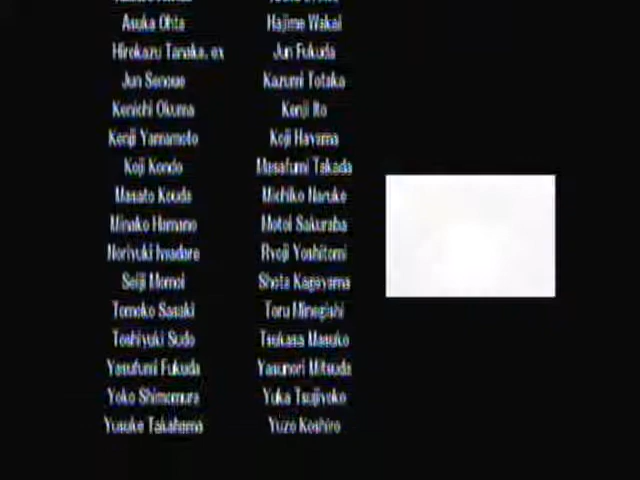 Asuka Ohta Hajime Wakai
Hirokazu Tanaka. ex Jun Fukuda
Jun Senoue Kazumi Totaka
Kenichi Okuma Kenji Ito
Kenji Yamamoto Koji Hayama
Koji Kondo Masafumi Takada
Masato Kouda Michiko Naruke
Minako Hamano Motoi Sakuraba
Noriyuki Iwadare Ryoji Yoshitomi
Seiji Momoi Shota Kageyama
Tomoko Sasaki Toru Minegishi
Toshiyuki Sudo Tsukasa Masuko
Yasufumi Fukuda Yasunori Mitsuda
Yoko Shimomura Yuka Tsujiyoko
Yusuke Takahama Yuzo Koshiro